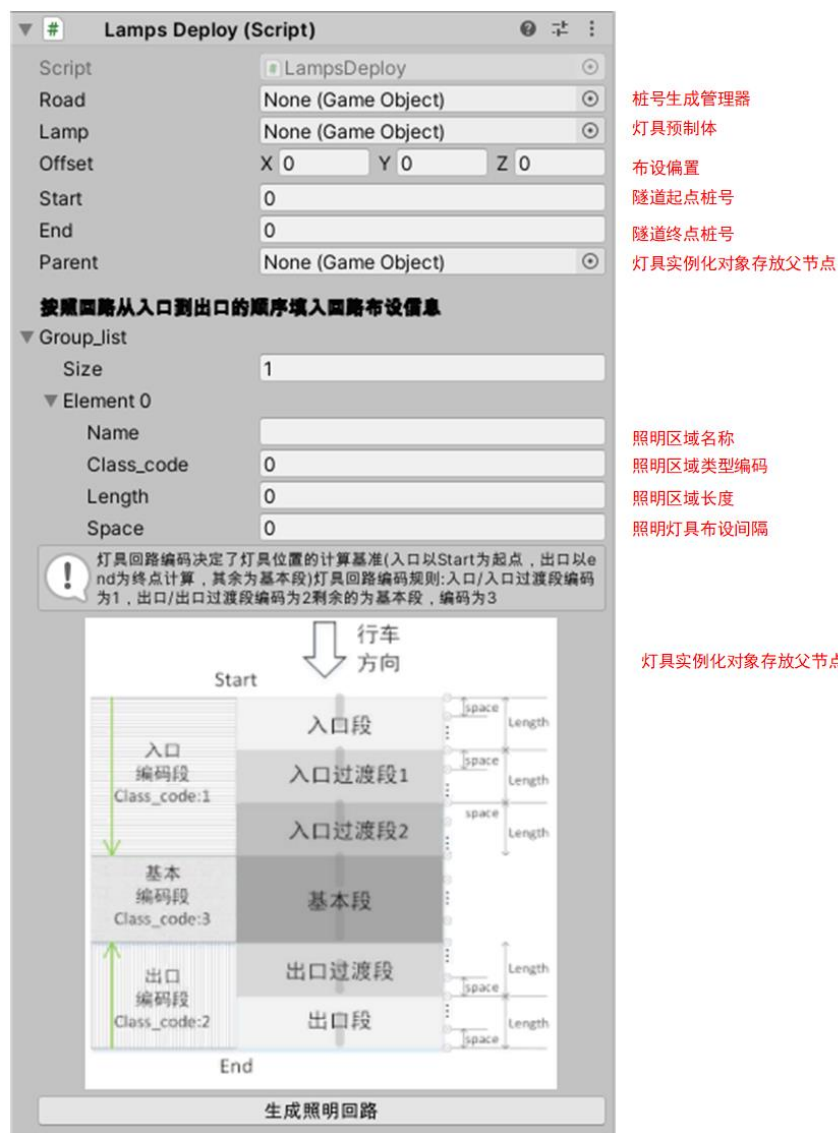 Lamps Deploy (Script)
Script LampsDeploy
Road None (Game Object) 桩号生成管理器
Lamp None (Game Object) 灯具预制体
Offset X 0 Y 0 Z 0 布设偏置
Start 0 隧道起点桩号
End 0 隧道终点桩号
Parent None (Game Object) 灯具实例化对象存放父节点
按照回路从入口到出口的顺序填入回路布设信息
Group_list
Size 1
Element 0
Name 照明区域名称
Class_code 0 照明区域类型编码
Length 0 照明区域长度
Space 0 照明灯具布设间隔
灯具回路编码决定了灯具位置的计算基准(入口以Start为起点，出口以e
nd为终点计算，其余为基本段)灯具回路编码规则:入口/入口过渡段编码
为1，出口/出口过渡段编码为2剩余的为基本段，编码为3
行车
方向
灯具实例化对象存放父节点
Start
入口
编码段
Class_code:1
入口段
space
Length
入口过渡段1
space
Length
入口过渡段2
space
Length
基本
编码段
Class_code:3
基本段
出口
编码段
Class_code:2
出口过渡段
Length
space
出口段
Length
space
End
生成照明回路